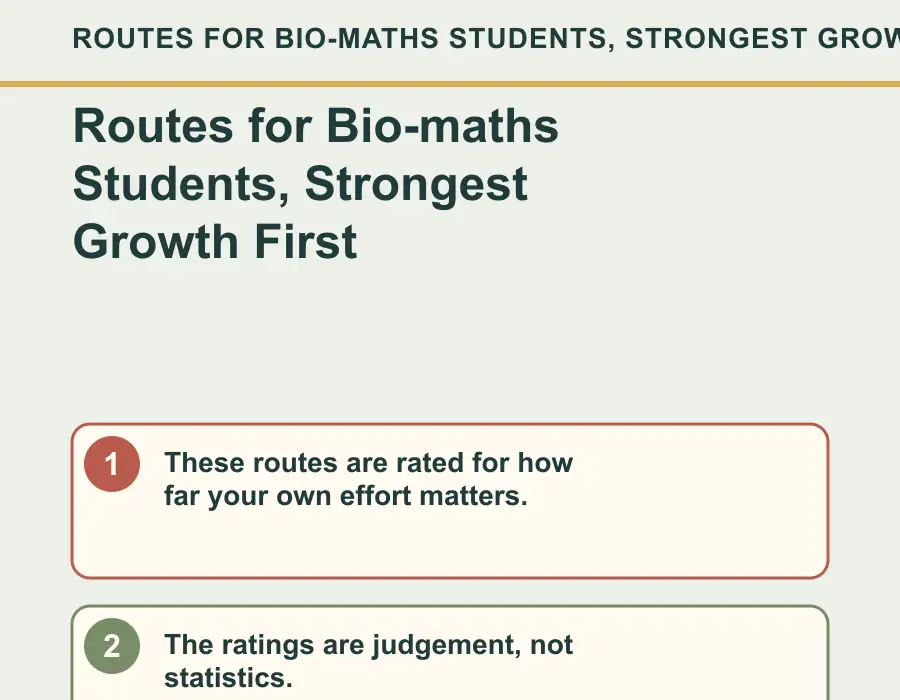 ROUTES FOR BIO-MATHS STUDENTS, STRONGEST
Routes for Bio-maths
Students, Strongest
Growth First
1
These routes are rated for how
far your own effort matters.
2
The ratings are judgement, not
statistics.